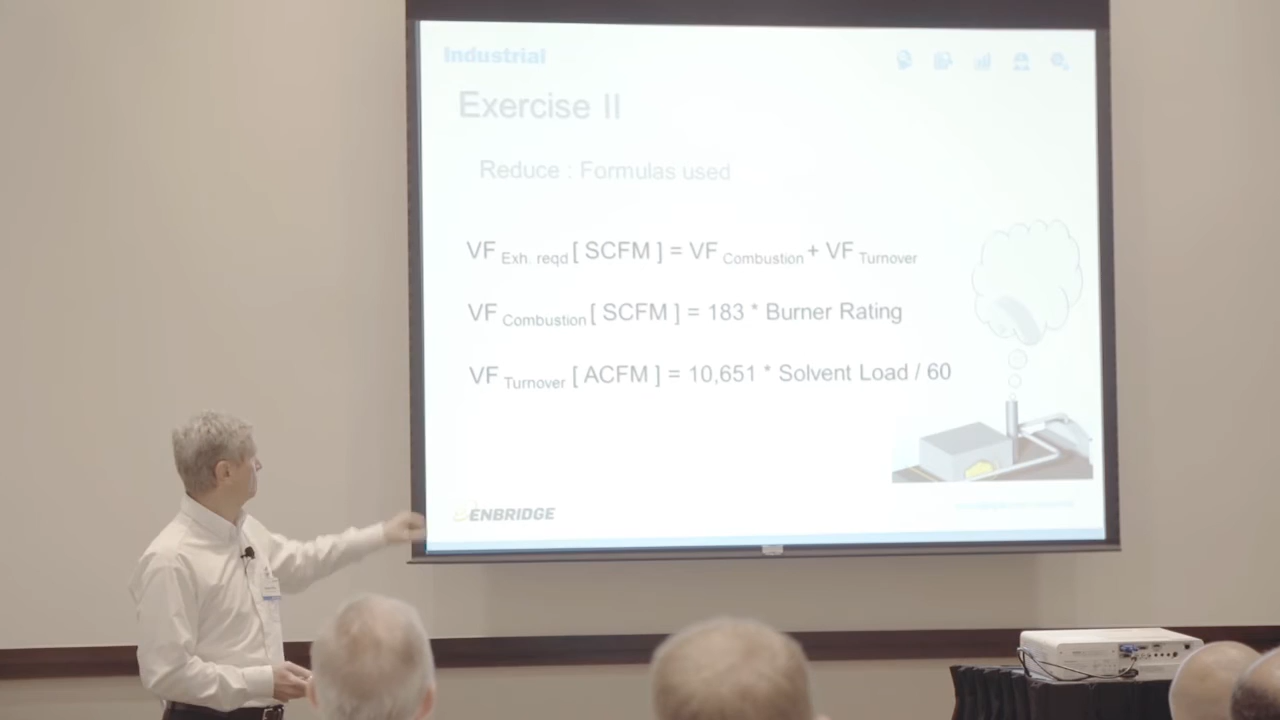 Industrial
Exercise II
Reduce : Formulas used
VF Exh. reqd [ SCFM ] = VF Combustion + VF Turnover
VF Combustion [ SCFM ] = 183 * Burner Rating
VF Turnover [ ACFM ] = 10,651 * Solvent Load / 60
ENBRIDGE